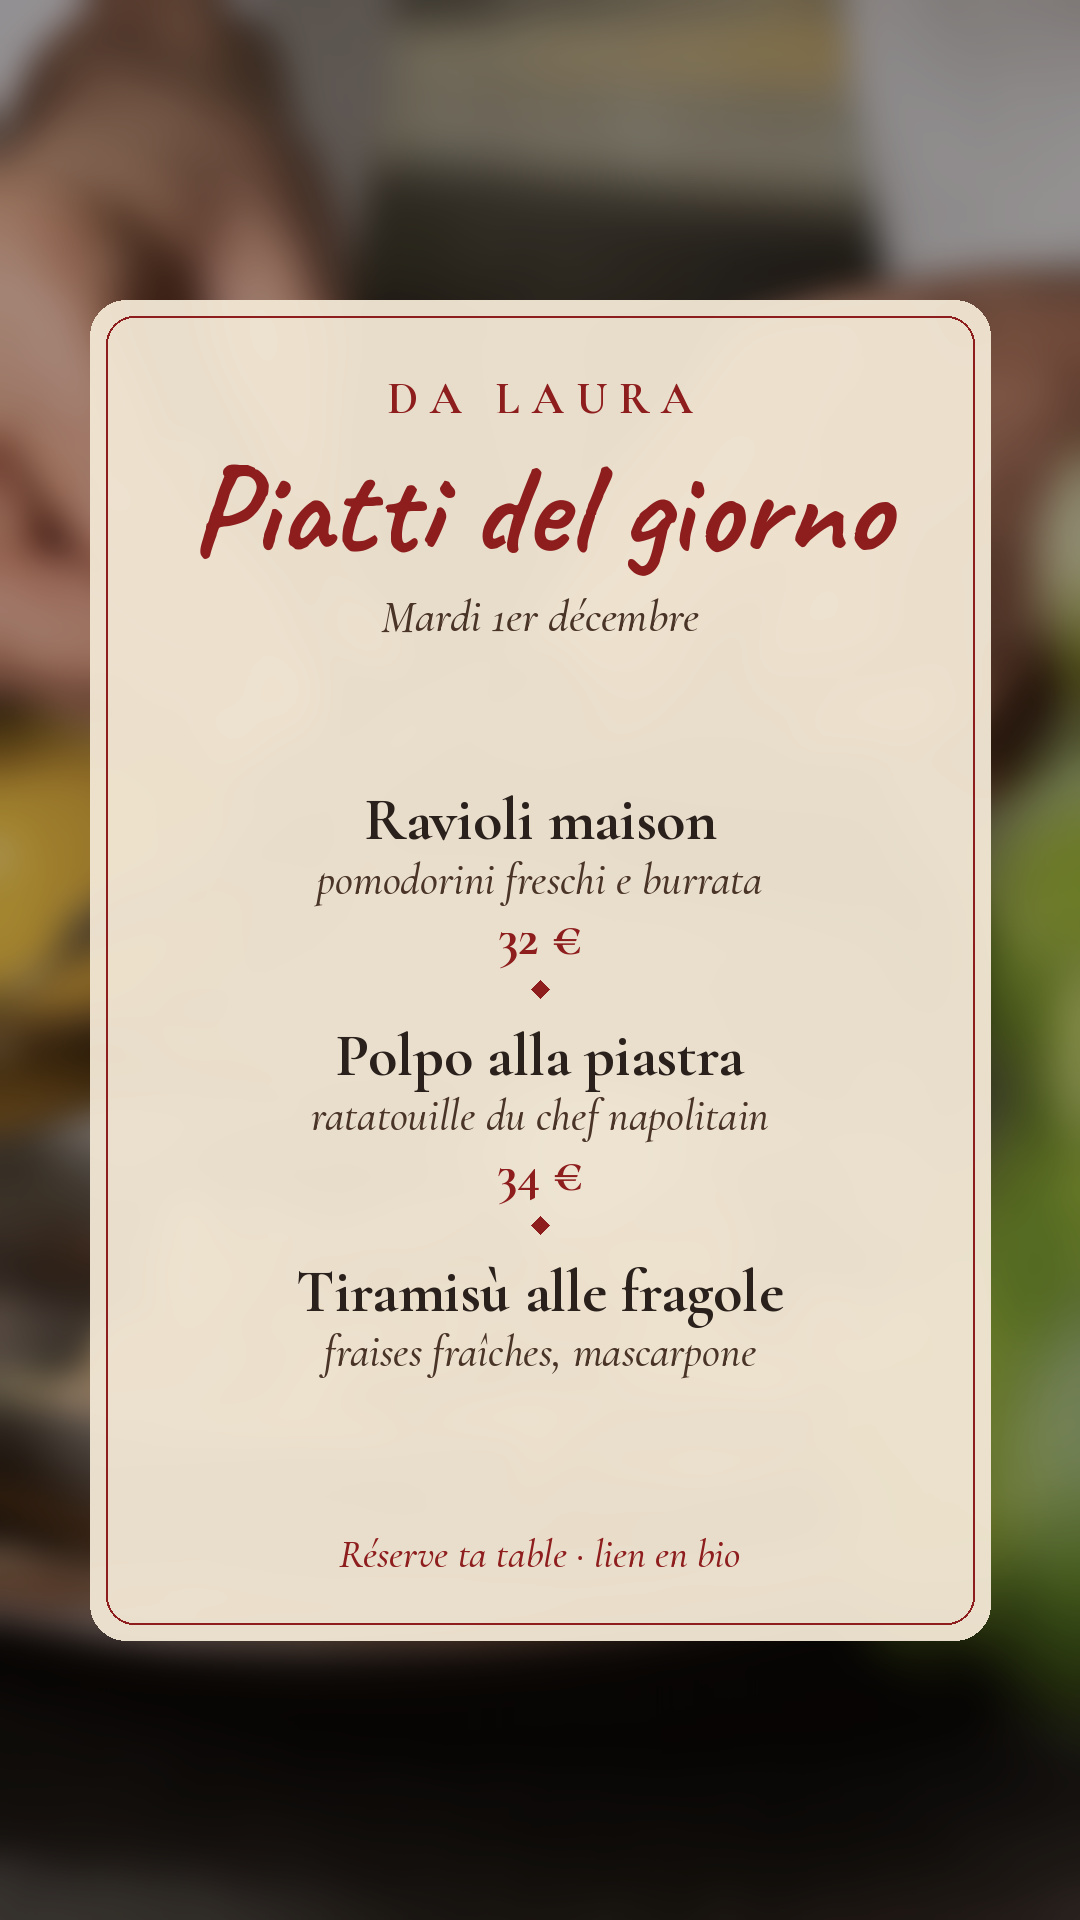 DA LAURA
Piatti del giorno
Mardi 1er décembre
Ravioli maison
pomodorini freschi e burrata
32 €
Polpo alla piastra
ratatouille du chef napolitain
34 €
Tiramisù alle fragole
fraises fraîches, mascarpone
Réserve ta table · lien en bio